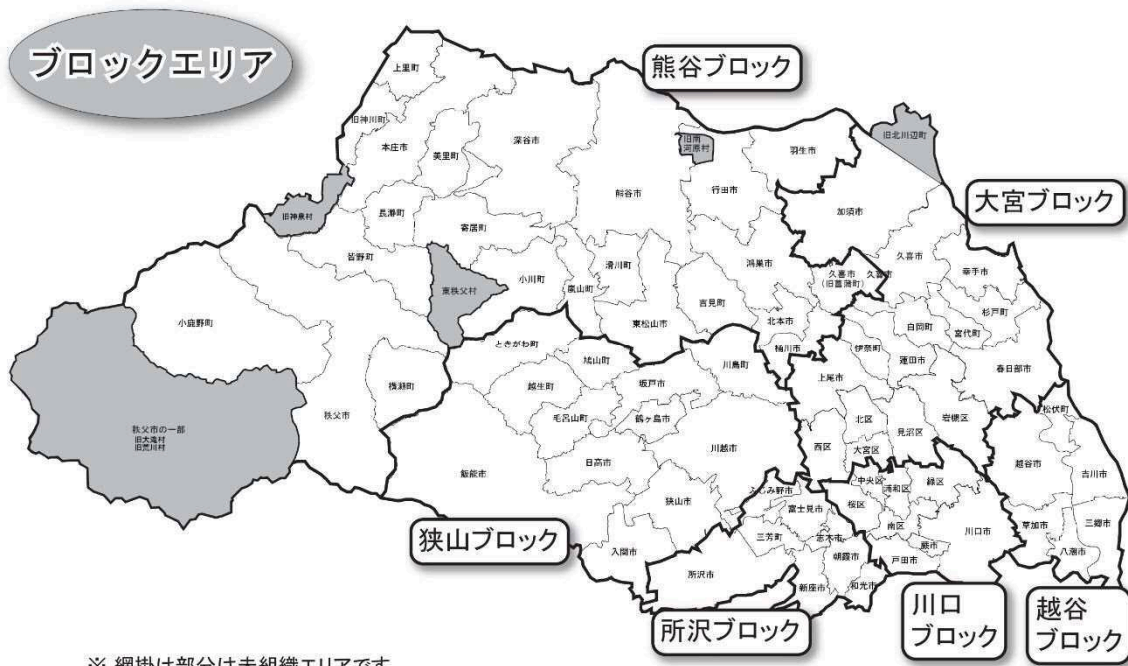 ブロックエリア
熊谷ブロック
大宮ブロック
狭山ブロック
所沢ブロック
川口
ブロック
越谷
ブロック
上里町
旧神川町
本庄市
美里町
深谷市
旧神泉村
長瀞町
寄居町
皆野町
熊谷市
旧南
河原村
行田市
羽生市
旧北川辺町
加須市
小鹿野町
東秩父村
小川町
嵐山町
滑川町
東松山市
吉見町
鴻巣市
北本市
桶川市
久喜市
(旧菖蒲町)
久喜市
久喜市
幸手市
杉戸町
宮代町
白岡町
蓮田市
伊奈町
上尾市
春日部市
秩父市の一部
旧大滝村
旧荒川村
秩父市
横瀬町
ときがわ町
鳩山町
越生町
毛呂山町
坂戸市
鶴ヶ島市
川島町
川越市
日高市
飯能市
狭山市
入間市
西区
北区
大宮区
見沼区
岩槻区
松伏町
越谷市
吉川市
草加市
三郷市
八潮市
中央区
浦和区
緑区
桜区
南区
川口市
蕨市
戸田市
ふじみ野市
富士見市
三芳町
志木市
朝霞市
所沢市
新座市
和光市
※ 網掛け部分は未組織エリアです